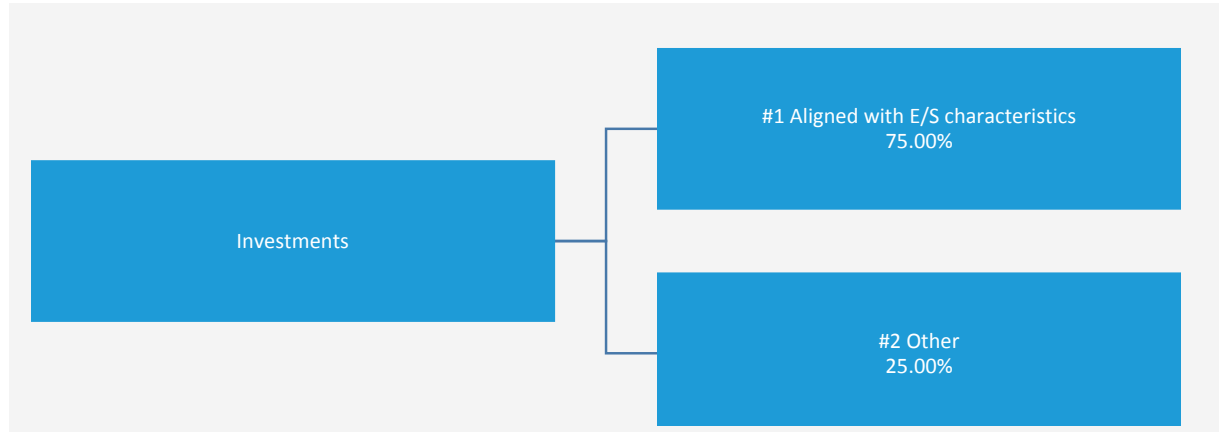 #1 Aligned with E/S characteristics
75.00%
Investments
#2 Other
25.00%